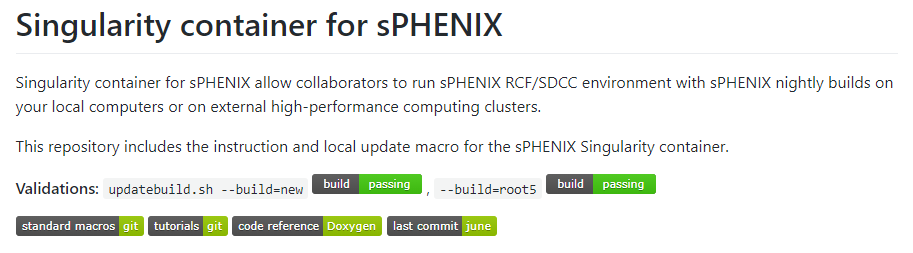 Singularity container for sPHENIX
Singularity container for sPHENIX allow collaborators to run sPHENIX RCF/SDCC environment with sPHENIX nightly builds on
your local computers or on external high-performance computing clusters.
This repository includes the instruction and local update macro for the sPHENIX Singularity container.
Validations: updatebuild.sh --build=new build passing , --build=root5 build passing
standard macros git tutorials git code reference Doxygen last commit june